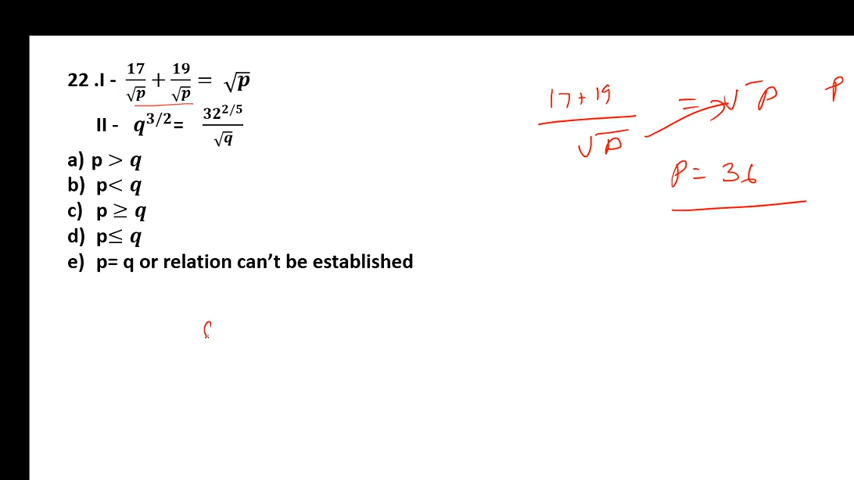 22 .I - 17/√p + 19/√p = √p
II - q^3/2= 32^2/5/√q
a) p > q
b) p< q
c) p ≥ q
d) p≤ q
e) p= q or relation can't be established
17+19/√P = √P
P
P= 36